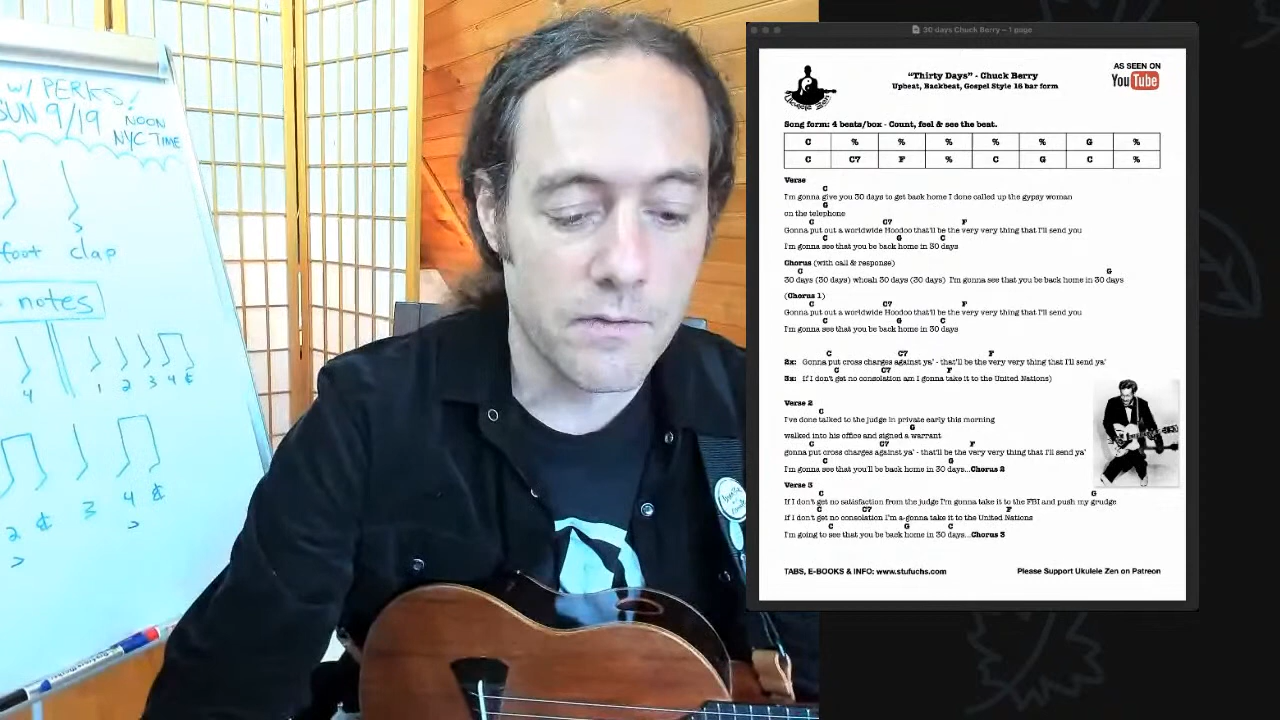 w/ PERKS,
SUN 9/19 NOON
NYC TIME
foot clap
notes
4 1 2 3 4 &
2 & 3 4 &
>
>
30 days Chuck Berry – 1 page
AS SEEN ON
YouTube
"Thirty Days" - Chuck Berry
Upbeat, Backbeat, Gospel Style 16 bar form
Ukulele Zen
Song form: 4 beats/box - Count, feel & see the beat.
C % % % % % G %
C C7 F % C G C %
Verse
C
I'm gonna give you 30 days to get back home I done called up the gypsy woman
G
on the telephone
C C7 F
Gonna put out a worldwide Hoodoo that'll be the very very thing that I'll send you
C G C
I'm gonna see that you be back home in 30 days
Chorus (with call & response)
C G
30 days (30 days) whoah 30 days (30 days) I'm gonna see that you be back home in 30 days
(Chorus 1)
C C7 F
Gonna put out a worldwide Hoodoo that'll be the very very thing that I'll send you
C G C
I'm gonna see that you be back home in 30 days
C C7 F
2x: Gonna put cross charges against ya' - that'll be the very very thing that I'll send ya'
C C7 F
3x: if I don't get no consolation am I gonna take it to the United Nations)
Verse 2
C
I've done talked to the judge in private early this morning
G
walked into his office and signed a warrant
C C7 F
gonna put cross charges against ya' - that'll be the very very thing that I'll send ya'
C G
I'm gonna see that you'll be back home in 30 days...Chorus 2
Verse 3
C G
If I don't get no satisfaction from the judge I'm gonna take it to the FBI and push my grudge
C C7 F
if I don't get no consolation I'm a-gonna take it to the United Nations
C G C
I'm going to see that you be back home in 30 days...Chorus 3
TABS, E-BOOKS & INFO: www.stufuchs.com Please Support Ukulele Zen on Patreon